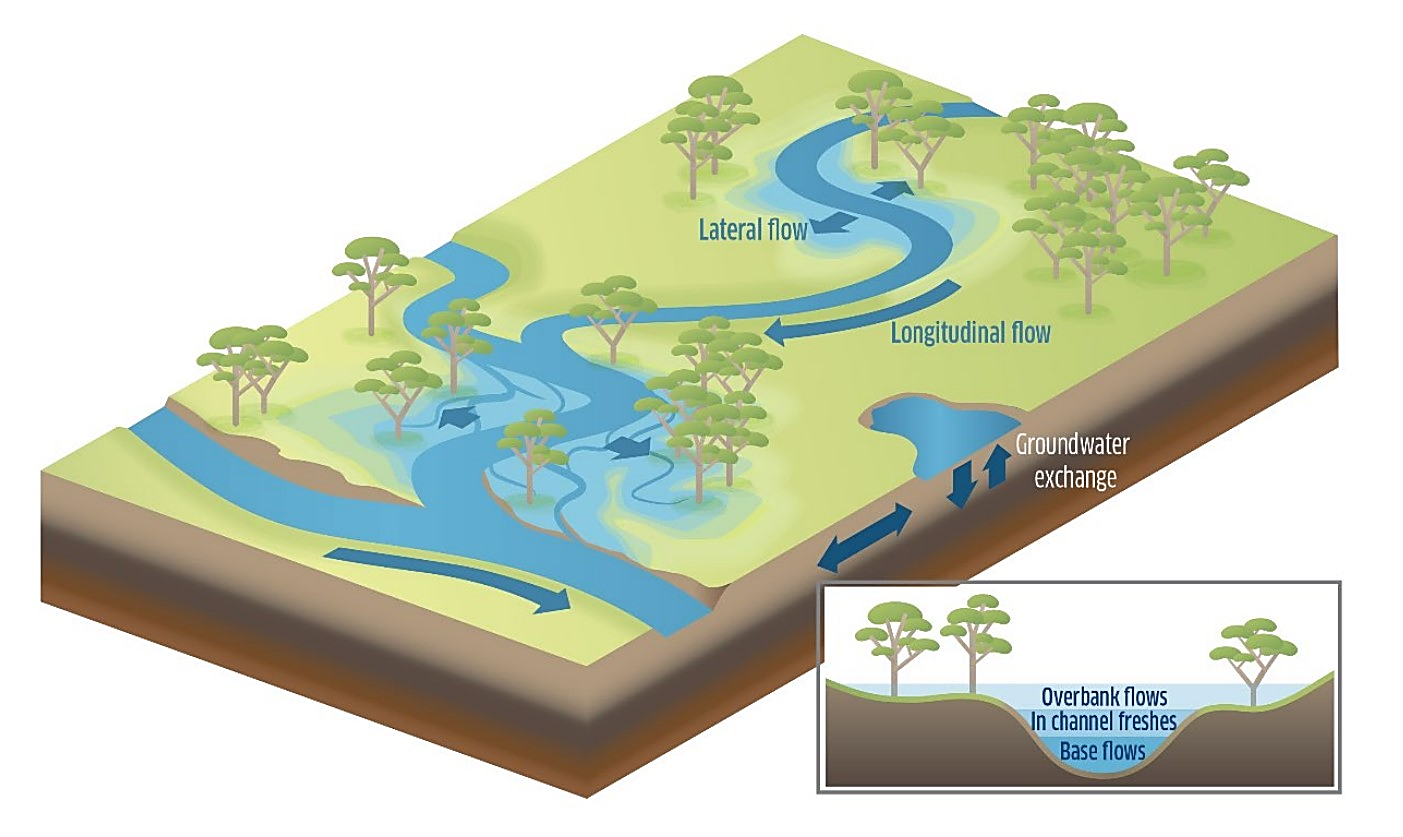 Lateral flow
Longitudinal flow
Groundwater
exchange
Overbank flows
In channel freshes
Base flows